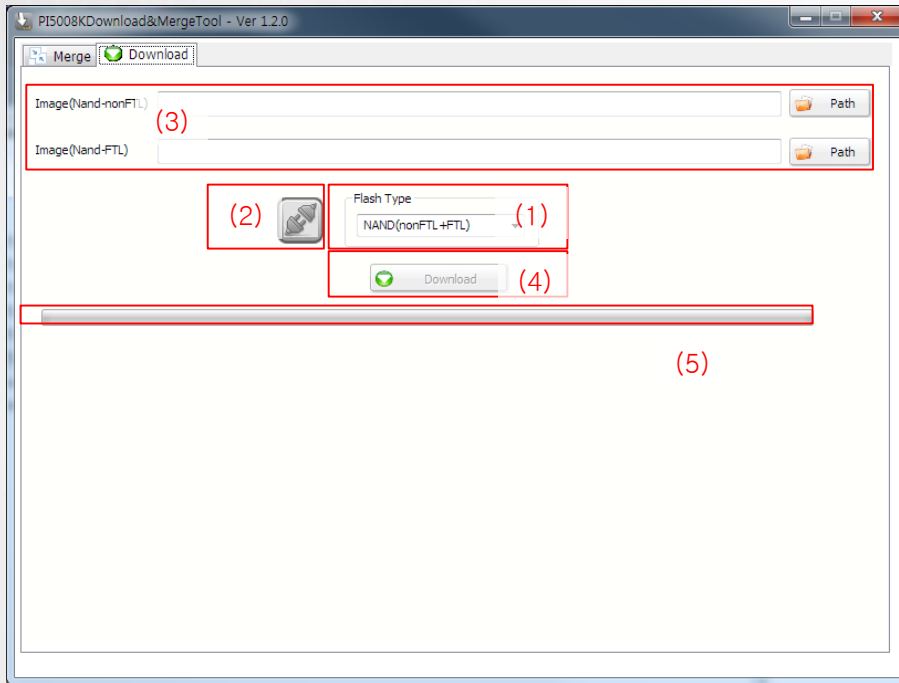 PI5008KDownload&MergeTool - Ver 1.2.0
Merge
Download
Image(Nand-nonFTL)
Path
(3)
Image(Nand-FTL)
Path
(2)
Flash Type
NAND(nonFTL+FTL)
(1)
Download
(4)
(5)